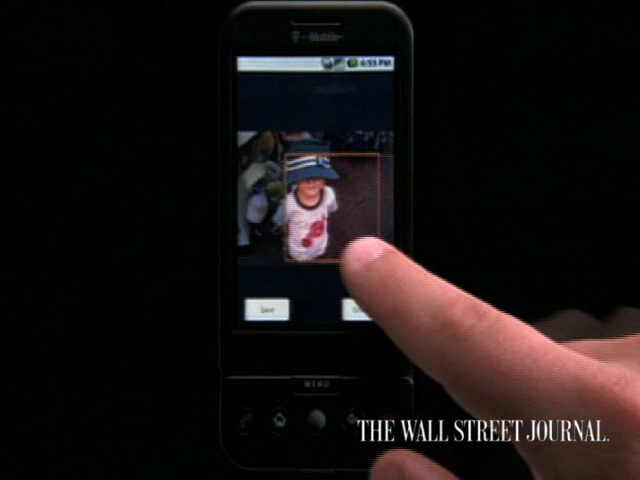 T··Mobile·
4:55 PM
Save
MENU
THE WALL STREET JOURNAL.